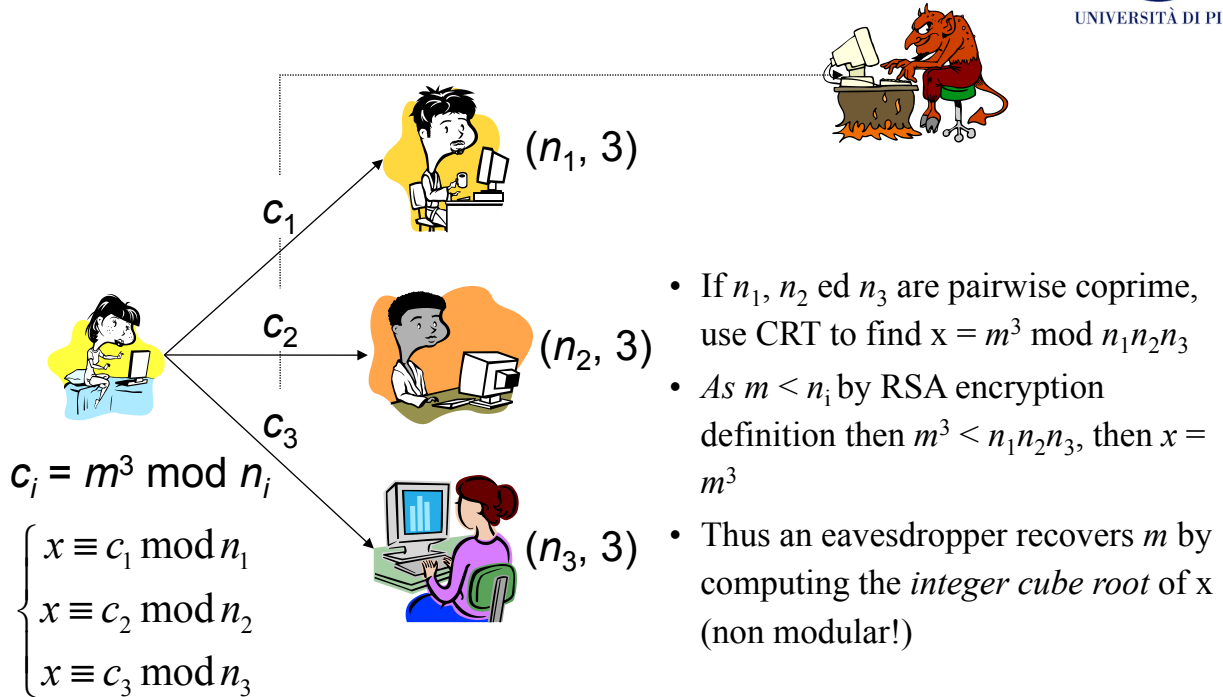 UNIVERSITÀ DI PI
(n₁, 3)
c₁
c₂
(n₂, 3)
c₃
(n₃, 3)
cᵢ = m³ mod nᵢ
x ≡ c₁ mod n₁
x ≡ c₂ mod n₂
x ≡ c₃ mod n₃
• If n₁, n₂ ed n₃ are pairwise coprime,
use CRT to find x = m³ mod n₁n₂n₃
• As m < nᵢ by RSA encryption
definition then m³ < n₁n₂n₃, then x =
m³
• Thus an eavesdropper recovers m by
computing the integer cube root of x
(non modular!)